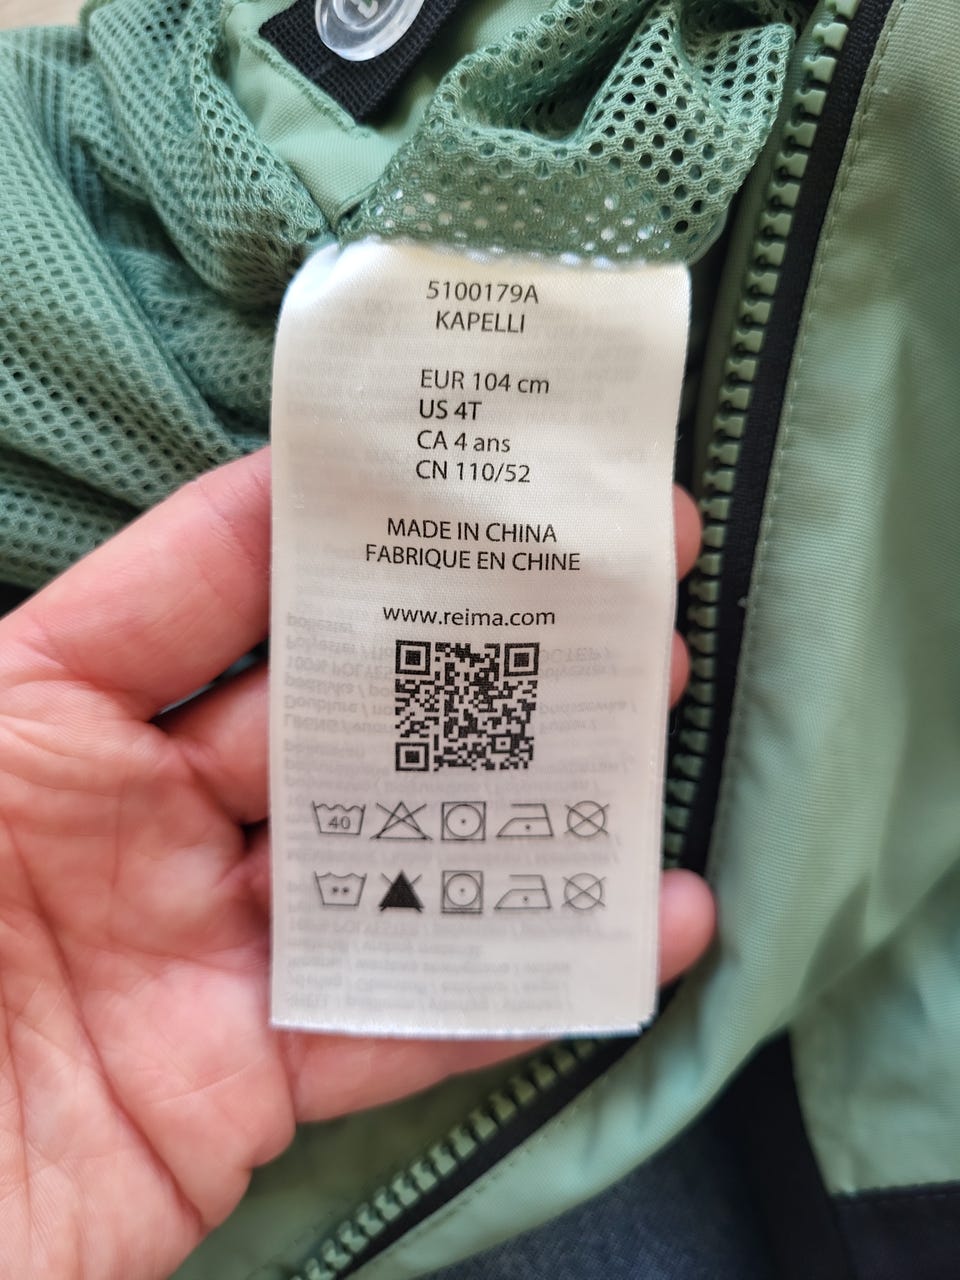 5100179A
KAPELLI
EUR 104 cm
US 4T
CA 4 ans
CN 110/52
MADE IN CHINA
FABRIQUE EN CHINE
www.reima.com
40